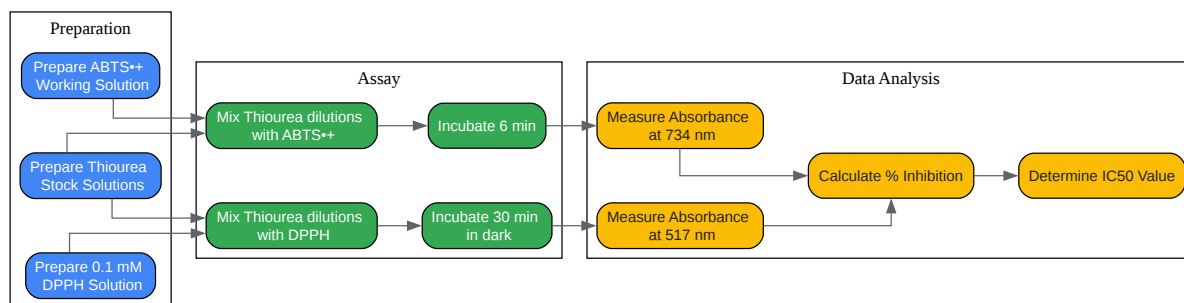 Preparation
Prepare ABTS•+
Working Solution
Prepare Thiourea
Stock Solutions
Prepare 0.1 mM
DPPH Solution
Assay
Mix Thiourea dilutions
with ABTS•+
Incubate 6 min
Mix Thiourea dilutions
with DPPH
Incubate 30 min
in dark
Data Analysis
Measure Absorbance
at 734 nm
Measure Absorbance
at 517 nm
Calculate % Inhibition
Determine IC50 Value